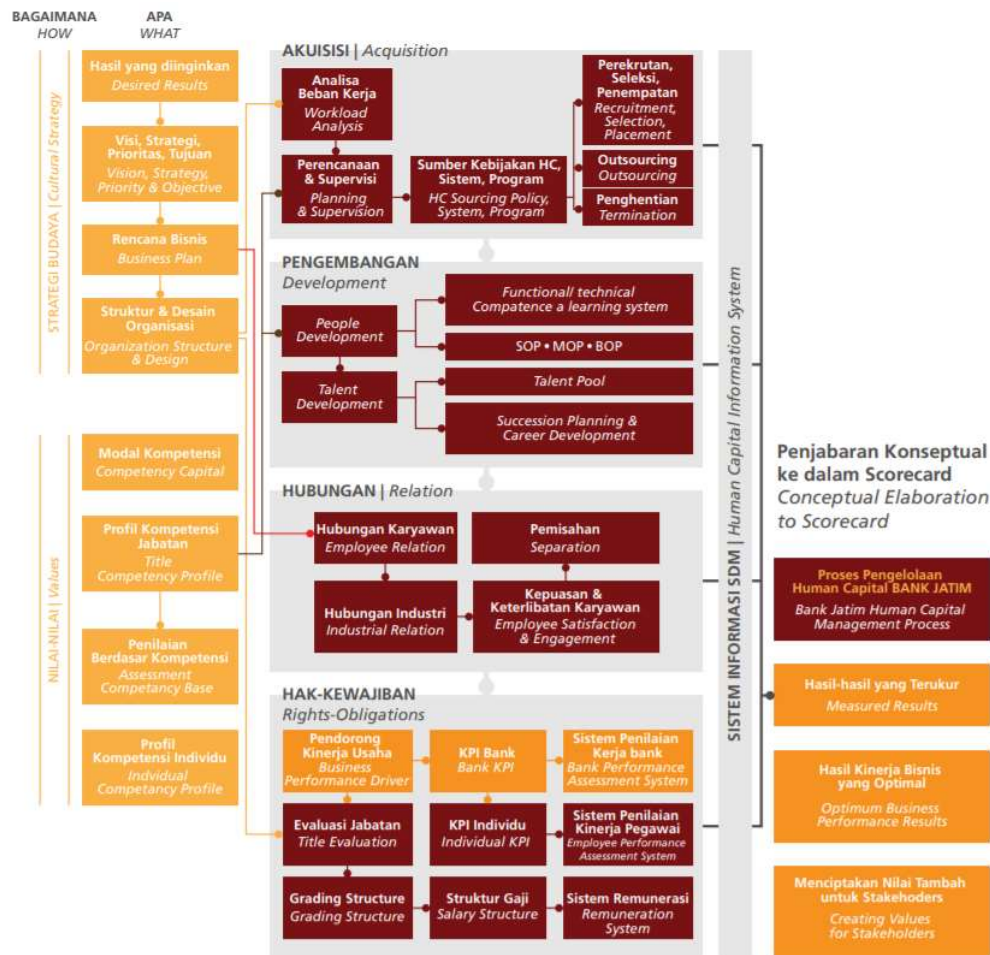 BAGAIMANA
HOW
APA
WHAT
STRATEGI BUDAYA | Cultural Strategy
Hasil yang diinginkan
Desired Results
Visi, Strategi,
Prioritas, Tujuan
Vision, Strategy,
Priority & Objective
Rencana Bisnis
Business Plan
Struktur & Desain
Organisasi
Organization Structure
& Design
NILAI-NILAI | Values
Modal Kompetensi
Competency Capital
Profil Kompetensi
Jabatan
Title
Competency Profile
Penilaian
Berdasar Kompetensi
Assessment
Competancy Base
Profil
Kompetensi Individu
Indvidual
Competancy Profile
AKUISISI | Acquisition
Analisa
Beban Kerja
Workload
Analysis
Perencanaan
& Supervisi
Planning
& Supervision
Sumber Kebijakan HC,
Sistem, Program
HC Sourcing Policy,
System, Program
Perekrutan,
Seleksi,
Penempatan
Recruitment,
Selection,
Placement
Outsourcing
Outsourcing
Penghentian
Termination
PENGEMBANGAN
Development
People
Development
Functional/ technical
Compatence a learning system
SOP • MOP • BOP
Talent
Development
Talent Pool
Succession Planning &
Career Development
HUBUNGAN | Relation
Hubungan Karyawan
Employee Relation
Pemisahan
Separation
Hubungan Industri
Industrial Relation
Kepuasan &
Keterlibatan Karyawan
Employee Satisfaction
& Engagement
HAK-KEWAJIBAN
Rights-Obligations
Pendorong
Kinerja Usaha
Business
Performance Driver
KPI Bank
Bank KPI
Sistem Penilaian
Kerja bank
Bank Performance
Assessment System
Evaluasi Jabatan
Title Evaluation
KPI Individu
Individual KPI
Sistem Penilaian
Kinerja Pegawai
Employee Performance
Assessment System
Grading Structure
Grading Structure
Struktur Gaji
Salary Structure
Sistem Remunerasi
Remuneration
System
SISTEM INFORMASI SDM | Human Capital Information System
Penjabaran Konseptual
ke dalam Scorecard
Conceptual Elaboration
to Scorecard
Proses Pengelolaan
Human Capital BANK JATIM
Bank Jatim Human Capital
Management Process
Hasil-hasil yang Terukur
Measured Results
Hasil Kinerja Bisnis
yang Optimal
Optimum Business
Performance Results
Menciptakan Nilai Tambah
untuk Stakehoders
Creating Values
for Stakeholders